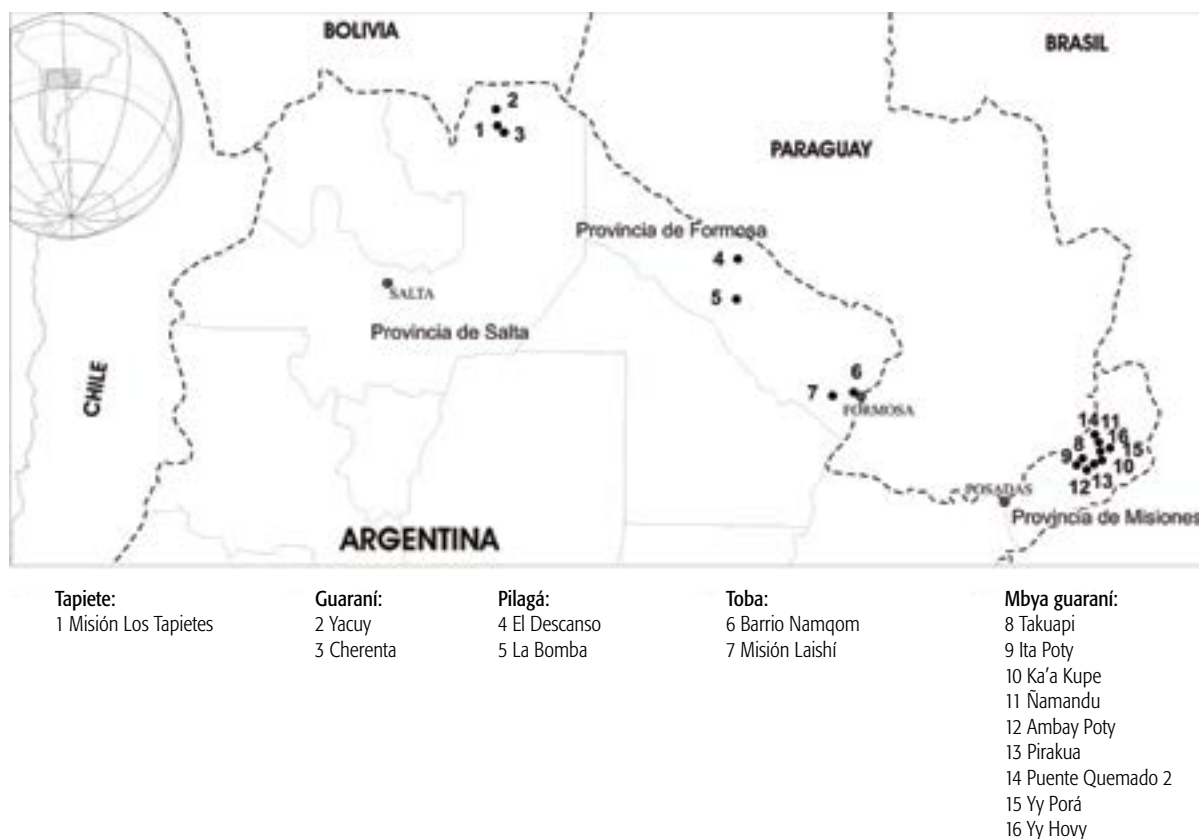 BOLIVIA
BRASIL
2
1
3
PARAGUAY
Provincia de Formosa
4
SALTA
5
Provincia de Salta
CHILE
6
7
FORMOSA
14 11
8 16
9 15
10
12 13
POSADAS
Provincia de Misiones
ARGENTINA
Tapiete:
1 Misión Los Tapietes
Guaraní:
2 Yacuy
3 Cherenta
Pilagá:
4 El Descanso
5 La Bomba
Toba:
6 Barrio Namqom
7 Misión Laishí
Mbya guaraní:
8 Takuapi
9 Ita Poty
10 Ka'a Kupe
11 Ñamandu
12 Ambay Poty
13 Pirakua
14 Puente Quemado 2
15 Yy Porá
16 Yy Hovy